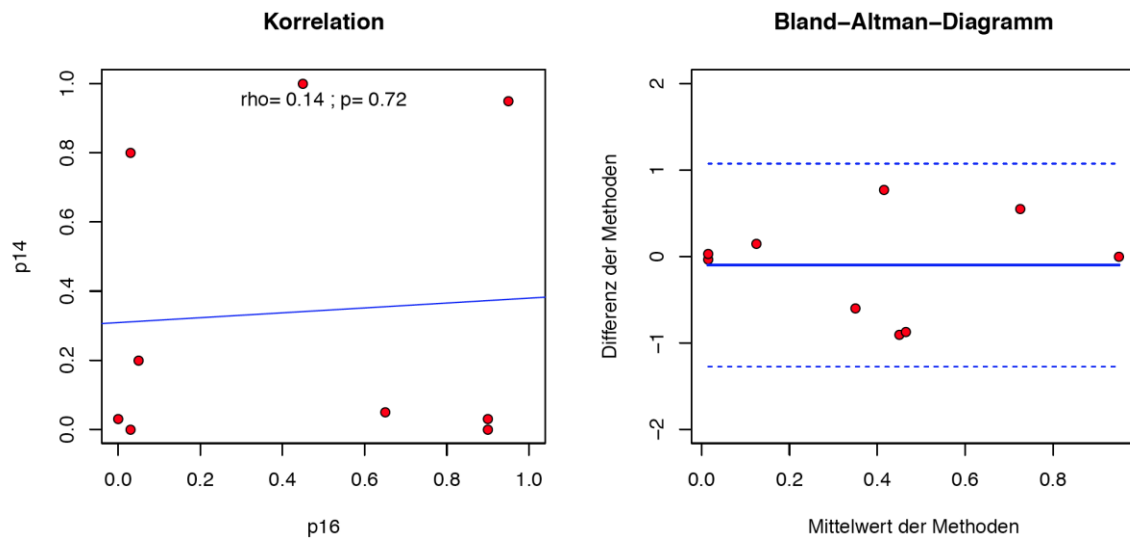 Korrelation
rho= 0.14 ; p= 0.72
p14
0.0
0.2
0.4
0.6
0.8
1.0
0.0 0.2 0.4 0.6 0.8 1.0
p16
Bland−Altman−Diagramm
Differenz der Methoden
−2
−1
0
1
2
0.0 0.2 0.4 0.6 0.8
Mittelwert der Methoden